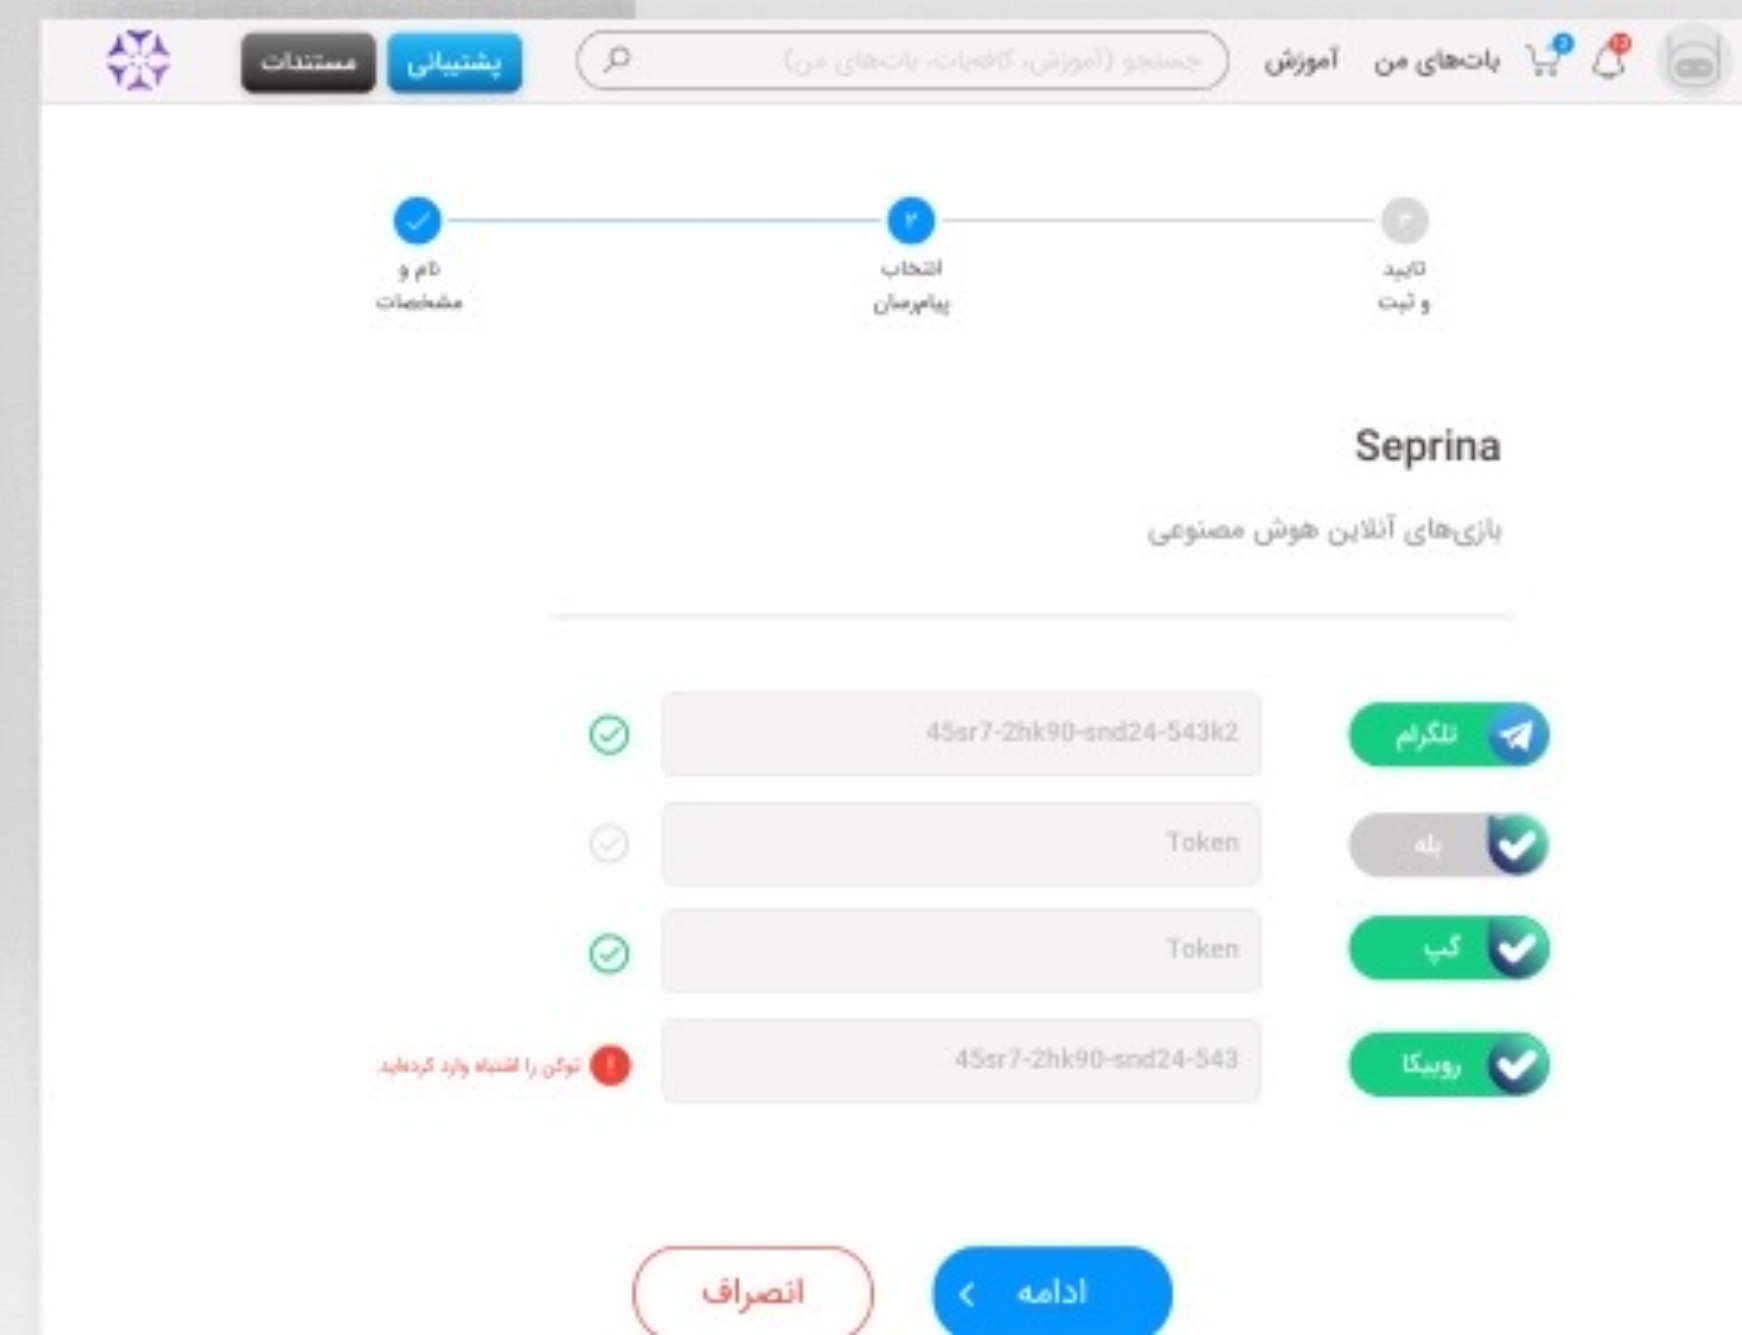 بات‌های من
آموزش
جستجو (آموزش، کافه‌بات، بات‌های من)
پشتیبانی
مستندات
۳
تایید
و ثبت
۲
انتخاب
پیام‌رسان
نام و
مشخصات
Seprina
بازی‌های آنلاین هوش مصنوعی
تلگرام
45sr7-2hk90-snd24-543k2
بله
Token
گپ
Token
روبیکا
45sr7-2hk90-snd24-543
توکن را اشتباه وارد کرده‌اید.
ادامه
انصراف